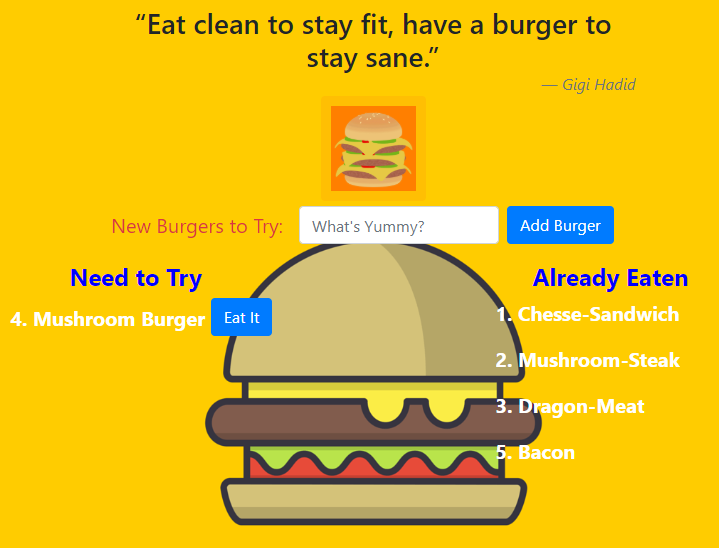 “Eat clean to stay fit, have a burger to
stay sane.”
— Gigi Hadid
New Burgers to Try:
What's Yummy?
Add Burger
Need to Try
4. Mushroom Burger
Eat It
Already Eaten
1. Chesse-Sandwich
2. Mushroom-Steak
3. Dragon-Meat
5. Bacon